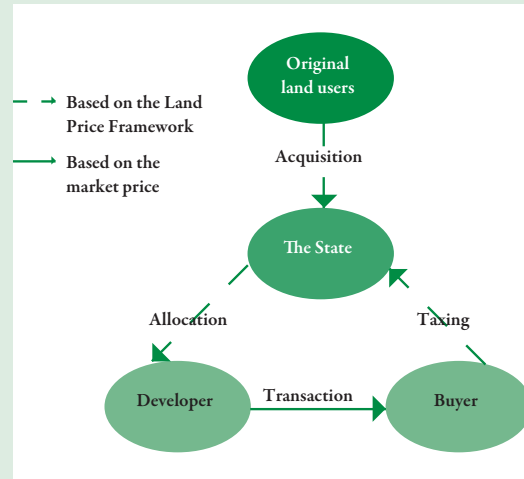 Original
land users
Based on the Land
Price Framework
Based on the
market price
Acquisition
The State
Allocation
Taxing
Developer
Transaction
Buyer